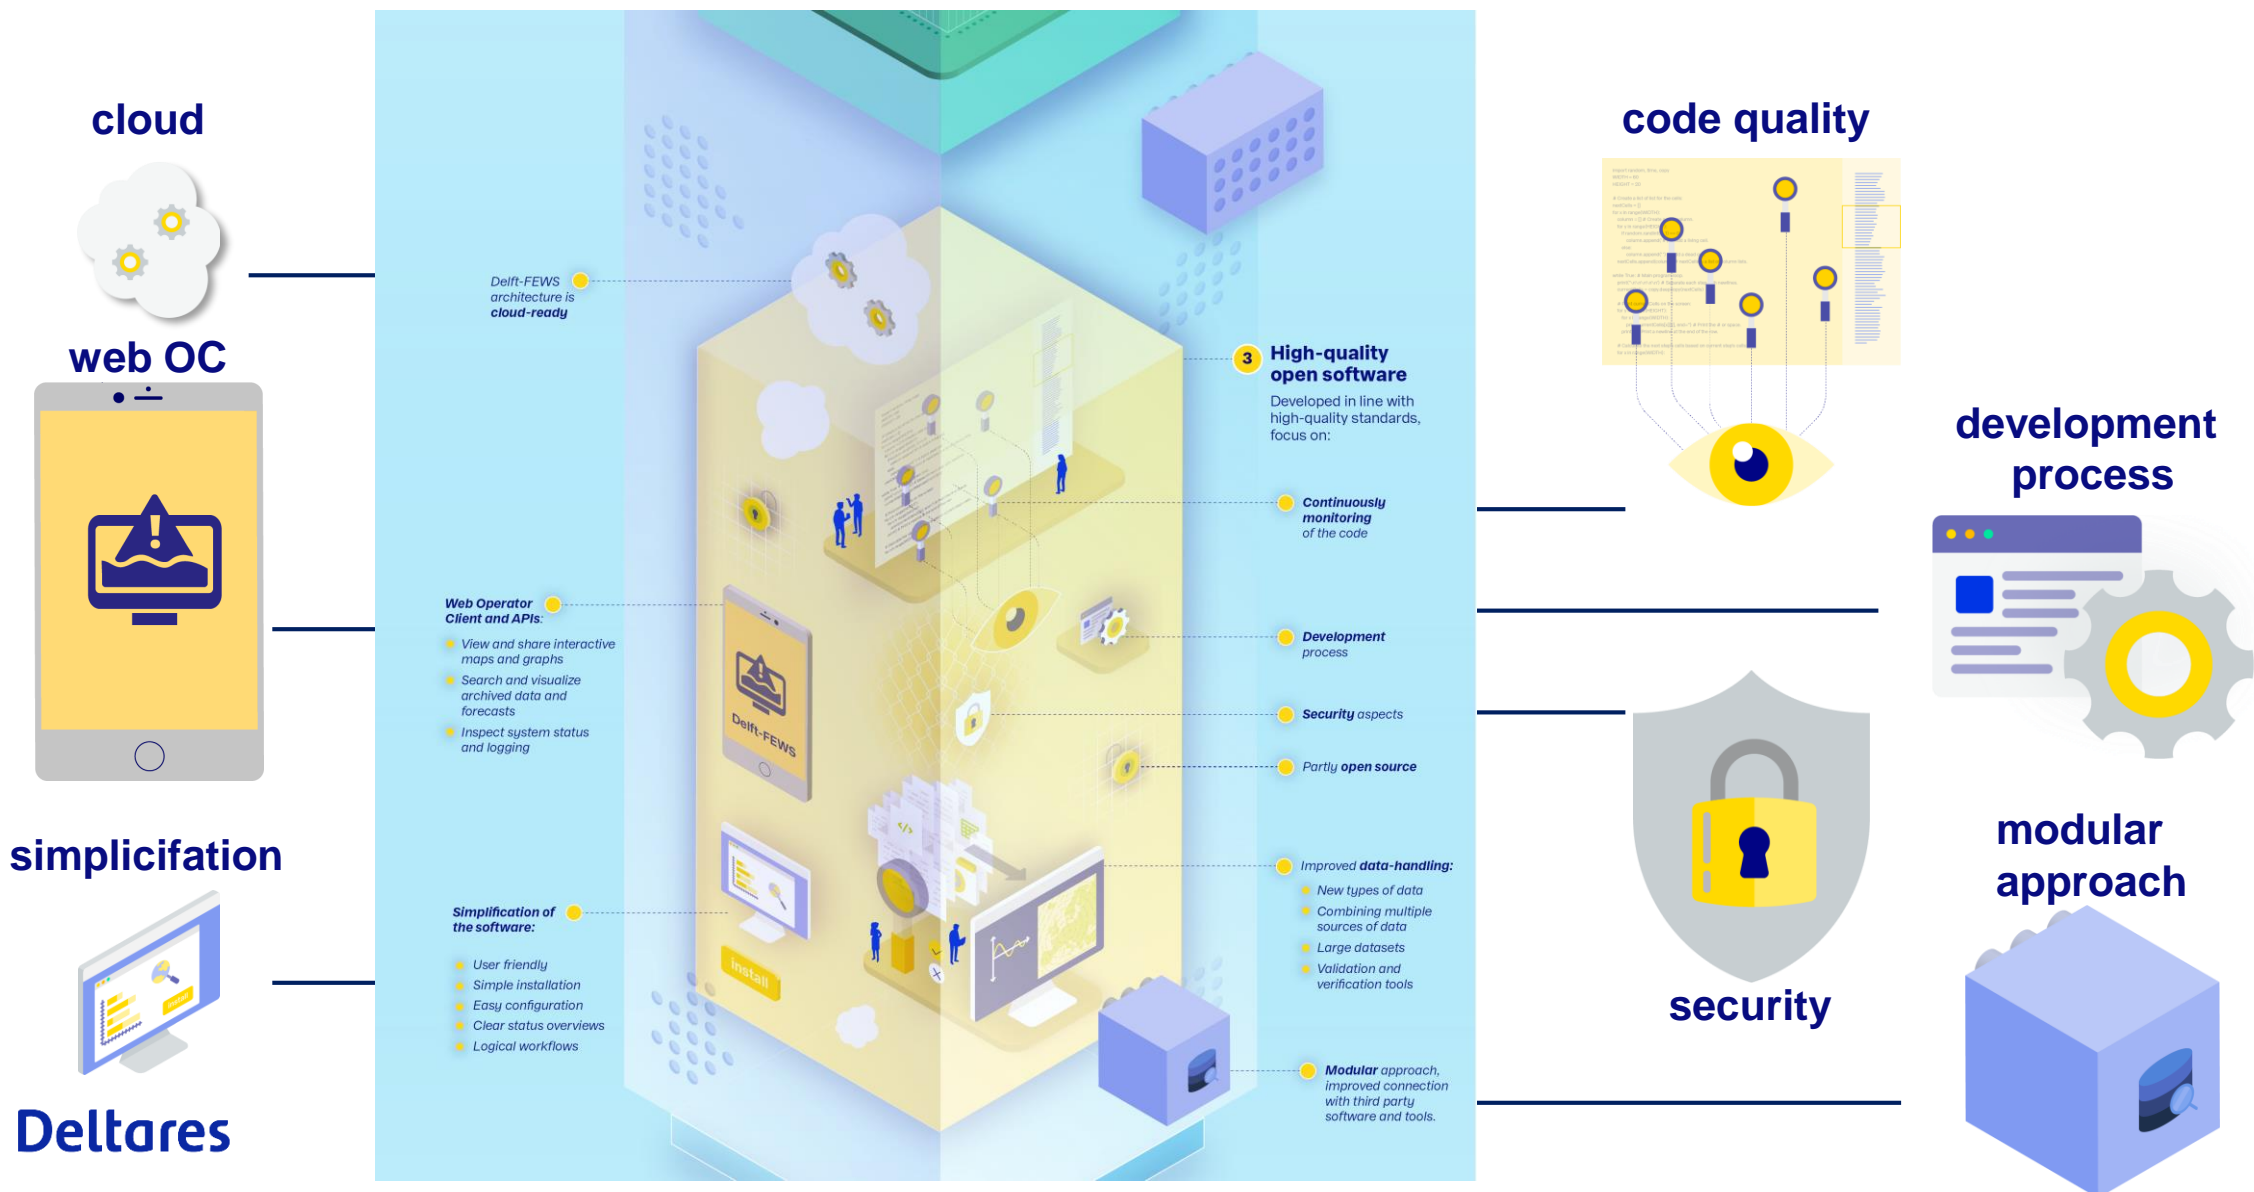 cloud
web OC
simplicifation
Deltares
Delft-FEWS
architecture is
cloud-ready
Web Operator
Client and APIs:
View and share interactive
maps and graphs
Search and visualize
archived data and
forecasts
Inspect system status
and logging
Simplification of
the software:
User friendly
Simple installation
Easy configuration
Clear status overviews
Logical workflows
Delft-FEWS
install
install
3 High-quality
open software
Developed in line with
high-quality standards,
focus on:
Continuously
monitoring
of the code
Development
process
Security aspects
Partly open source
Improved data-handling:
New types of data
Combining multiple
sources of data
Large datasets
Validation and
verification tools
Modular approach,
improved connection
with third party
software and tools.
code quality
development
process
security
modular
approach